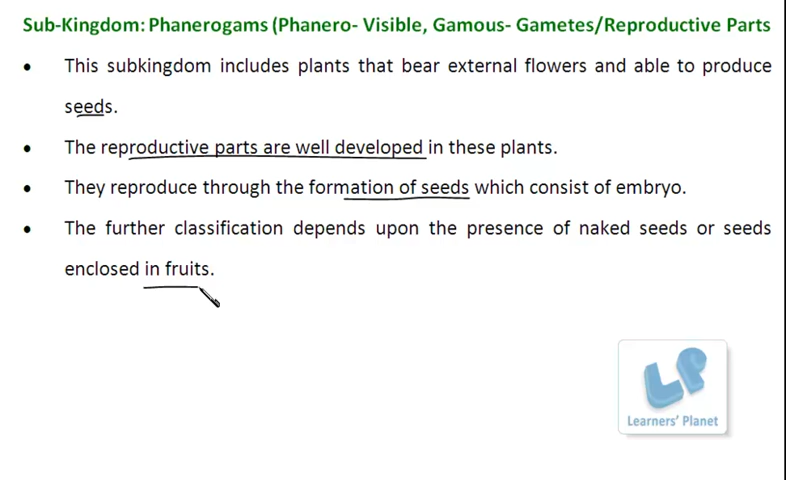 Sub-Kingdom: Phanerogams (Phanero- Visible, Gamous- Gametes/Reproductive Parts
• This subkingdom includes plants that bear external flowers and able to produce
seeds.
• The reproductive parts are well developed in these plants.
• They reproduce through the formation of seeds which consist of embryo.
• The further classification depends upon the presence of naked seeds or seeds
enclosed in fruits.
LP
Learners' Planet